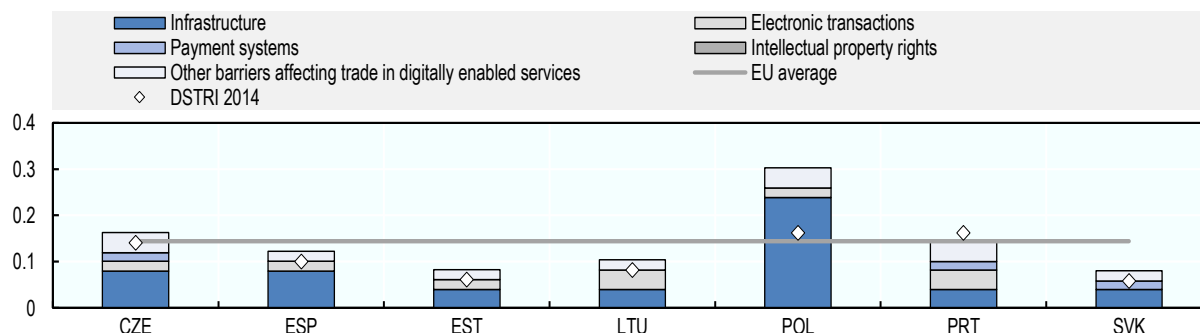 Infrastructure Electronic transactions
Payment systems Intellectual property rights
Other barriers affecting trade in digitally enabled services EU average
DSTRI 2014
0.4
0.3
0.2
0.1
0
CZE ESP EST LTU POL PRT SVK